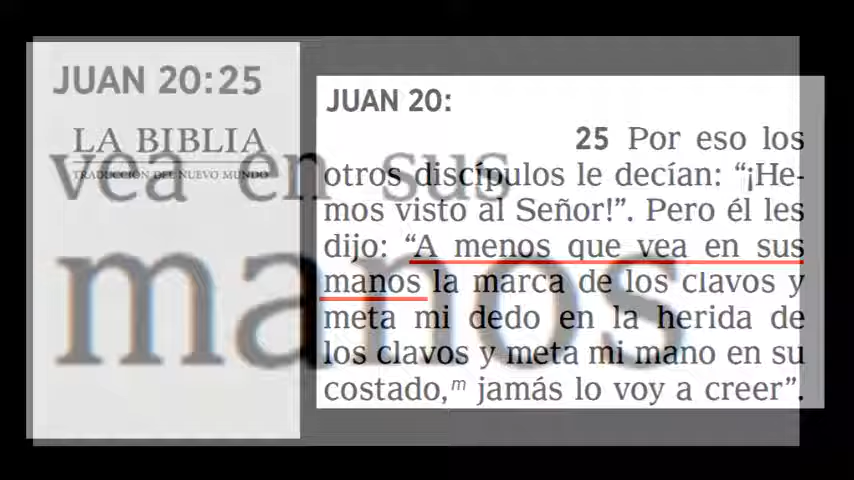 JUAN 20:25
LA BIBLIA
TRADUCCIÓN DEL NUEVO MUNDO
vea en sus
manos
JUAN 20:
25 Por eso los
otros discípulos le decían: “¡He-
mos visto al Señor!”. Pero él les
dijo: “A menos que vea en sus
manos la marca de los clavos y
meta mi dedo en la herida de
los clavos y meta mi mano en su
costado,ᵐ jamás lo voy a creer”.